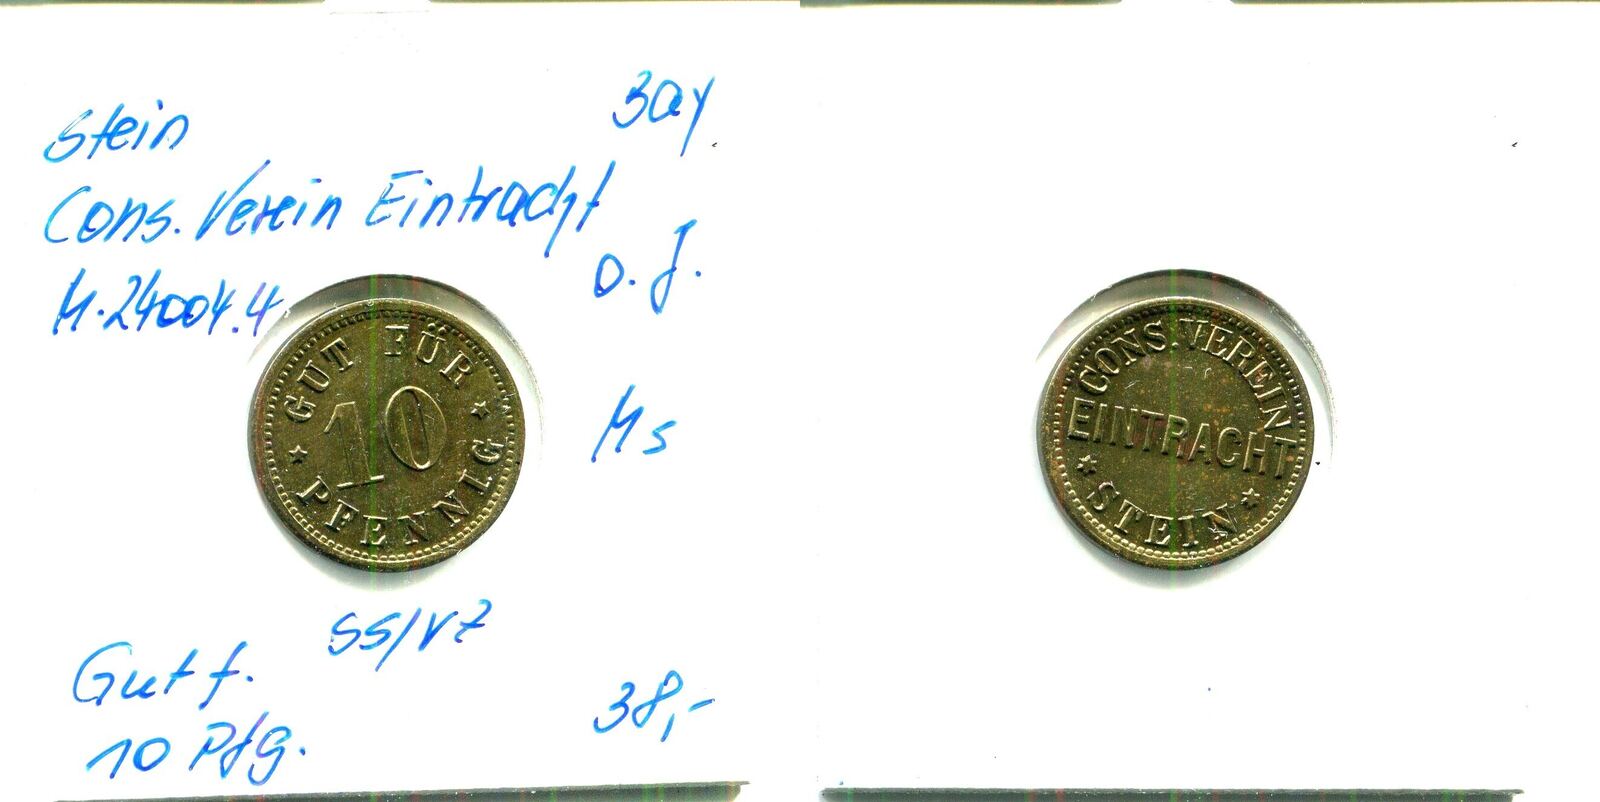 Stein
Bay
Cons. Verein Eintracht
o. J.
M. 24004.4
Ms
GUT FÜR
10
PFENNIG
SS/VZ
Gut f.
10 Pfg.
38,-
CONS. VEREIN
EINTRACHT
STEIN